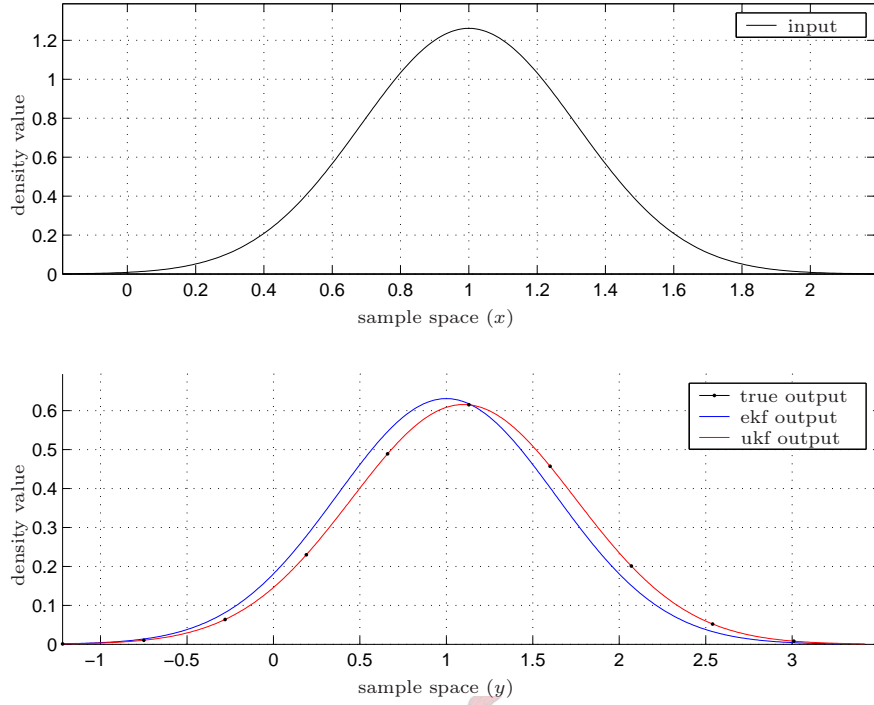 input
1.2
1
0.8
0.6
0.4
0.2
0
density value
0 0.2 0.4 0.6 0.8 1 1.2 1.4 1.6 1.8 2
sample space (x)
true output
ekf output
ukf output
0.6
0.5
0.4
0.3
0.2
0.1
0
density value
−1 −0.5 0 0.5 1 1.5 2 2.5 3
sample space (y)